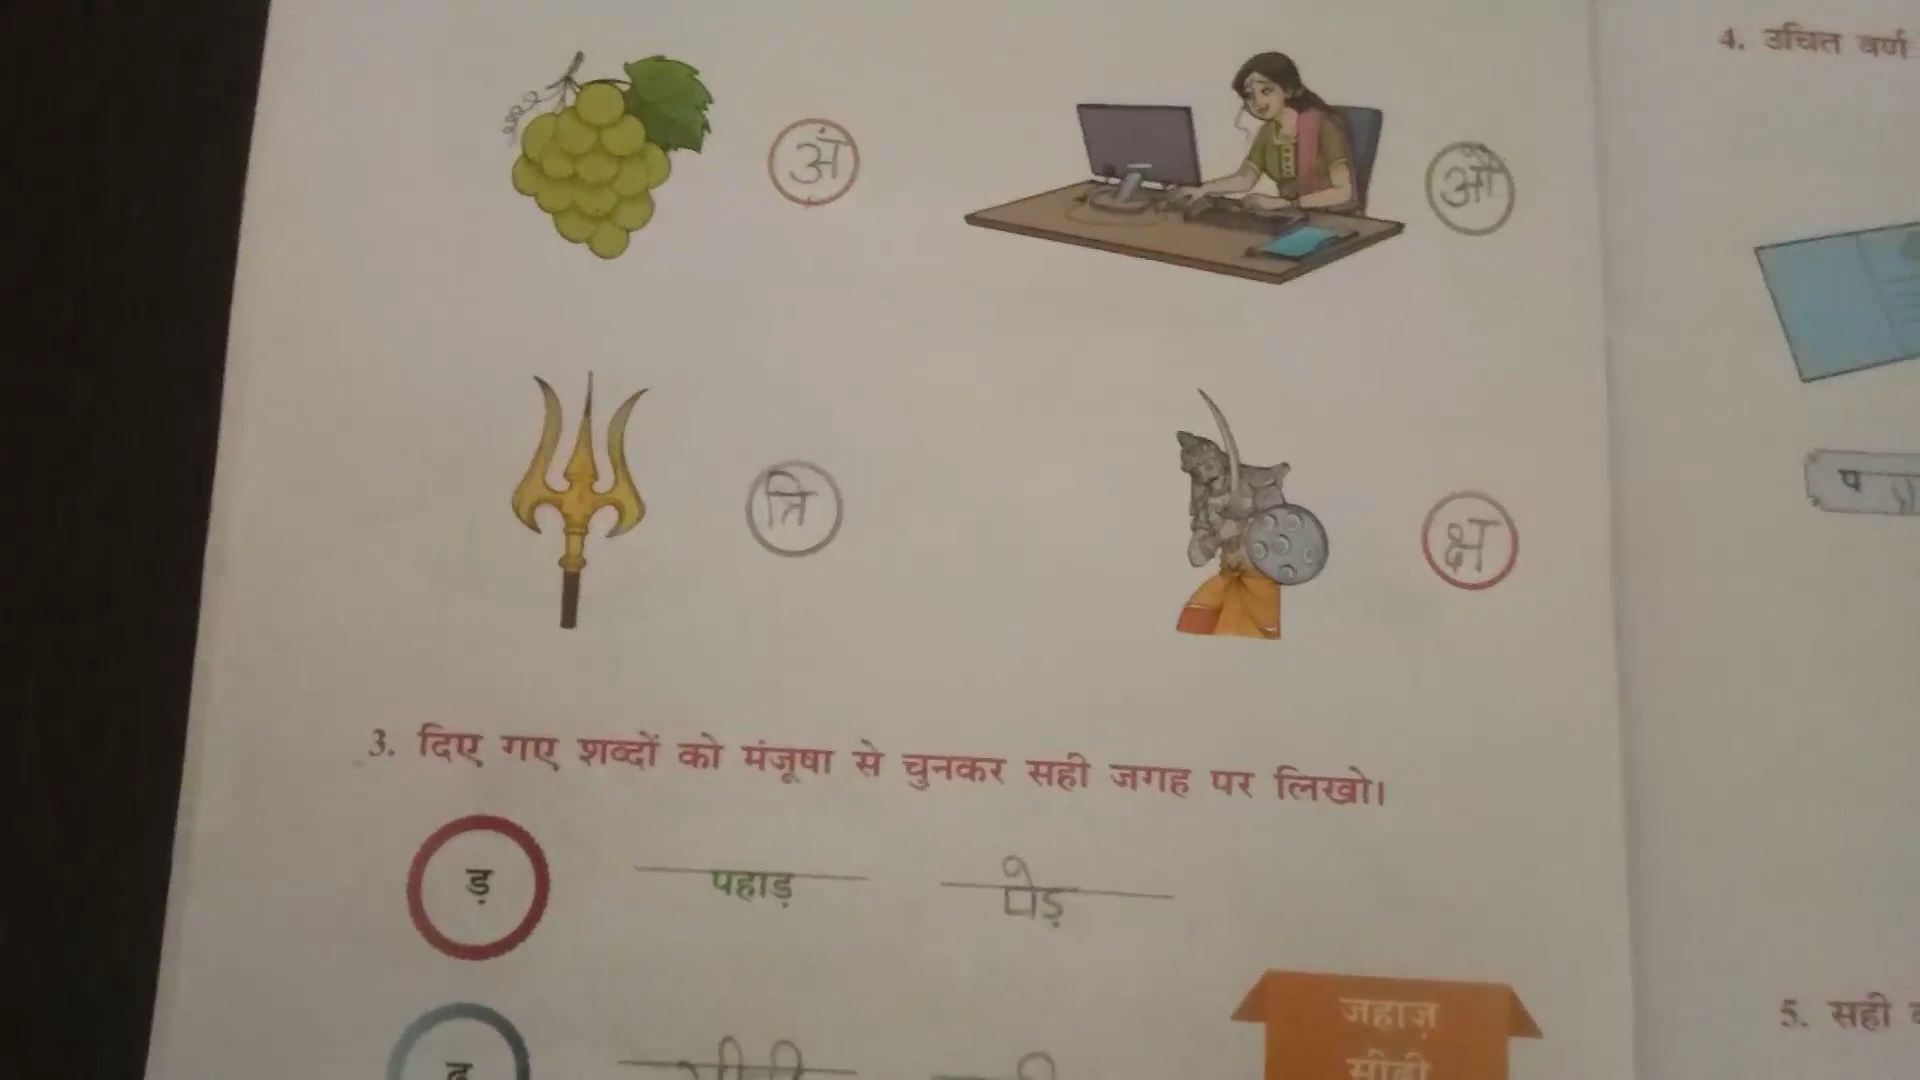 अं
औ
त्रि
क्ष
3. दिए गए शब्दों को मंजूषा से चुनकर सही जगह पर लिखो।
ड़ पहाड़ पेड़
जहाज़
सीढ़ी
4. उचित वर्ण
प
5. सही